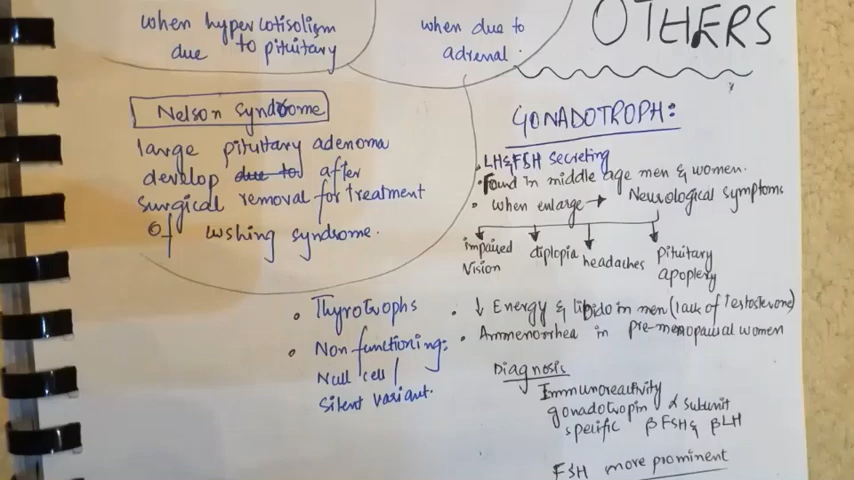 when hypercotisolism
due to pituitary
when due to
adrenal.
OTHERS
Nelson syndrome
large pituitary adenoma
develop due to after
surgical removal for treatment
of cushing syndrome.
• Thyrotrophs
• Non functioning:
Null cell /
Silent variant.
GONADOTROPH:
• LH & FSH secreting
• Found in middle age men & women.
• when enlarge → Neurological symptoms
impaired
vision
diplopia
headaches
Pituitary
apoplexy
• ↓ Energy & libido in men (lack of Testosterone)
• Ammenorrhea in pre-menopausal women
Diagnosis
Immunoreactivity
gonadotropin α subunit
specific β FSH & β LH
FSH more prominent